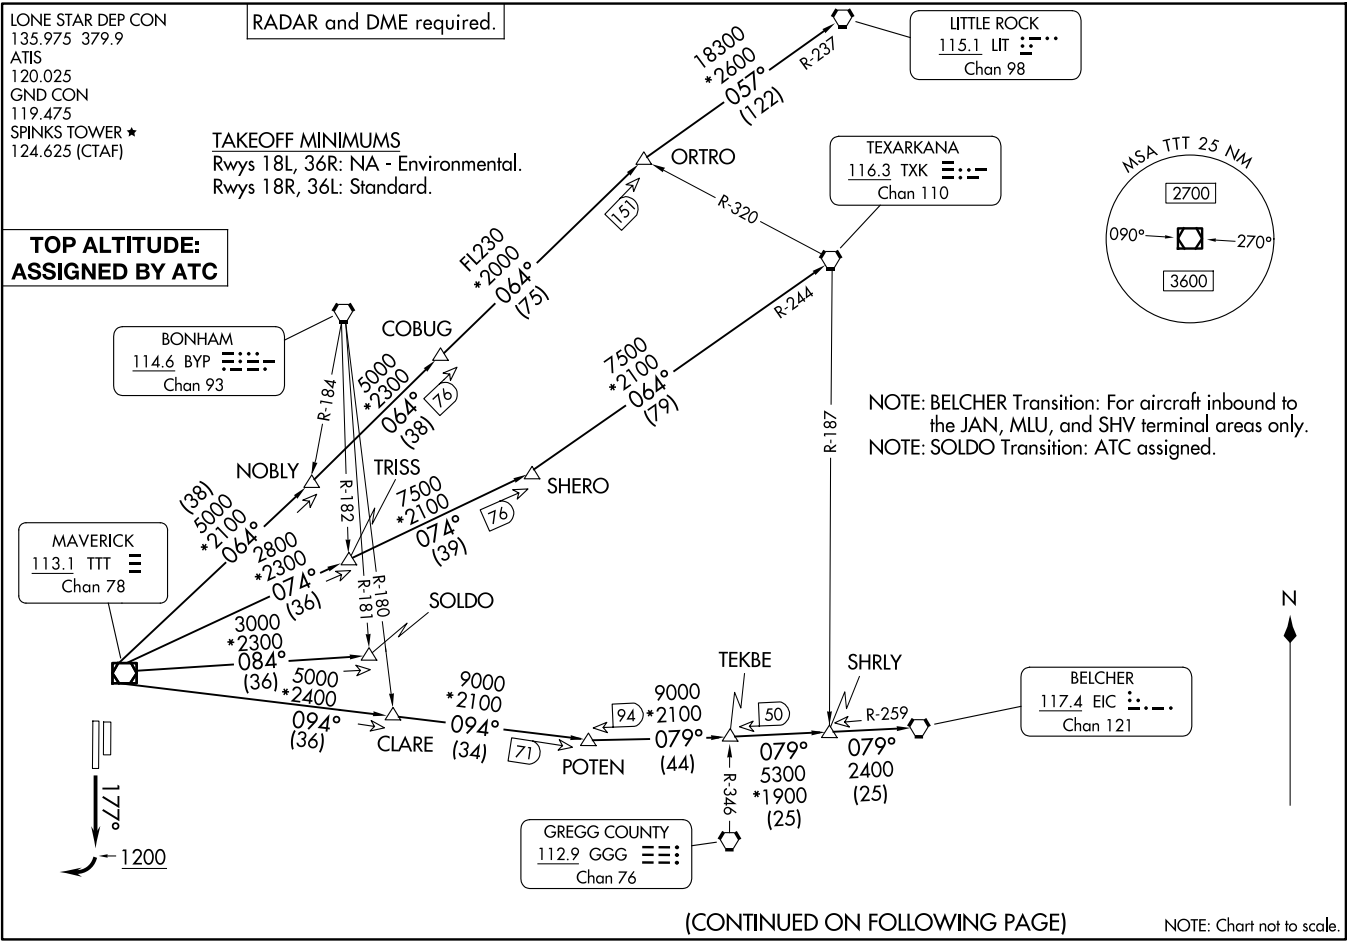 LONE STAR DEP CON
135.975 379.9
ATIS
120.025
GND CON
119.475
SPINKS TOWER ★
124.625 (CTAF)
RADAR and DME required.
TAKEOFF MINIMUMS
Rwys 18L, 36R: NA - Environmental.
Rwys 18R, 36L: Standard.
TOP ALTITUDE:
ASSIGNED BY ATC
LITTLE ROCK
115.1 LIT
Chan 98
R-237
18300
*2600
057°
(122)
ORTRO
151
TEXARKANA
116.3 TXK
Chan 110
R-320
R-244
R-187
MSA TTT 25 NM
2700
090°
270°
3600
FL230
*2000
064°
(75)
COBUG
76
BONHAM
114.6 BYP
Chan 93
R-184
R-182
R-181
R-180
5000
*2300
064°
(38)
7500
*2100
064°
(79)
NOTE: BELCHER Transition: For aircraft inbound to
the JAN, MLU, and SHV terminal areas only.
NOTE: SOLDO Transition: ATC assigned.
NOBLY
TRISS
SHERO
76
7500
*2100
074°
(39)
(38)
5000
*2100
064°
MAVERICK
113.1 TTT
Chan 78
2800
*2300
074°
(36)
SOLDO
3000
*2300
084°
(36)
5000
*2400
094°
(36)
CLARE
9000
*2100
094°
(34)
71
POTEN
94
9000
*2100
079°
(44)
TEKBE
50
079°
5300
*1900
(25)
SHRLY
R-259
079°
2400
(25)
BELCHER
117.4 EIC
Chan 121
R-346
GREGG COUNTY
112.9 GGG
Chan 76
N
177°
1200
(CONTINUED ON FOLLOWING PAGE)
NOTE: Chart not to scale.